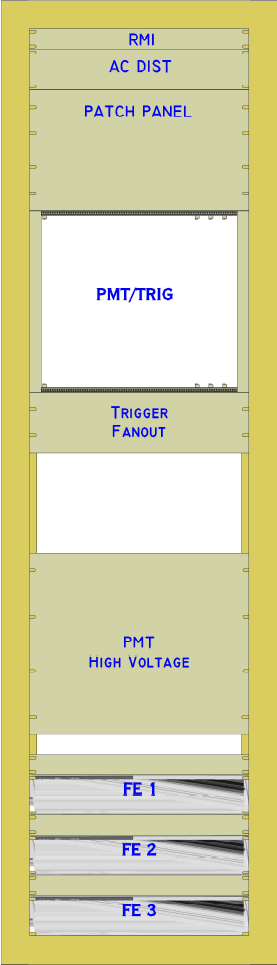 RMI
AC DIST
PATCH PANEL
PMT/TRIG
TRIGGER
FANOUT
PMT
HIGH VOLTAGE
FE 1
FE 2
FE 3